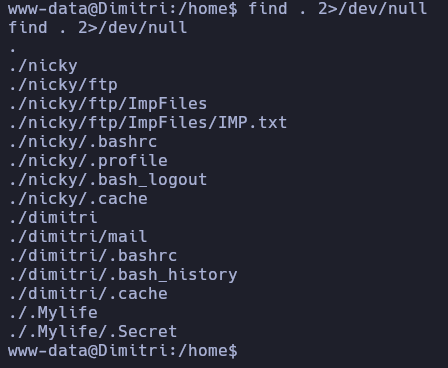 www-data@Dimitri:/home$ find . 2>/dev/null
find . 2>/dev/null
.
./nicky
./nicky/ftp
./nicky/ftp/ImpFiles
./nicky/ftp/ImpFiles/IMP.txt
./nicky/.bashrc
./nicky/.profile
./nicky/.bash_logout
./nicky/.cache
./dimitri
./dimitri/mail
./dimitri/.bashrc
./dimitri/.bash_history
./dimitri/.cache
./.Mylife
./.Mylife/.Secret
www-data@Dimitri:/home$